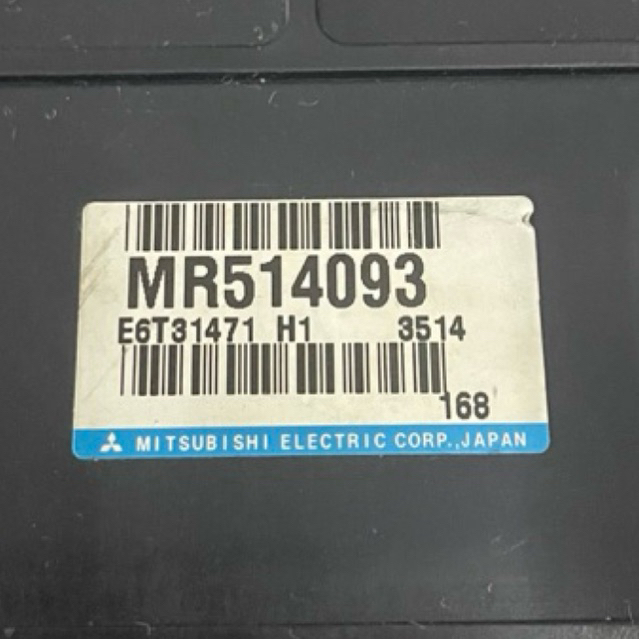 MR514093
E6T31471 H1 3514
168
MITSUBISHI ELECTRIC CORP.,JAPAN